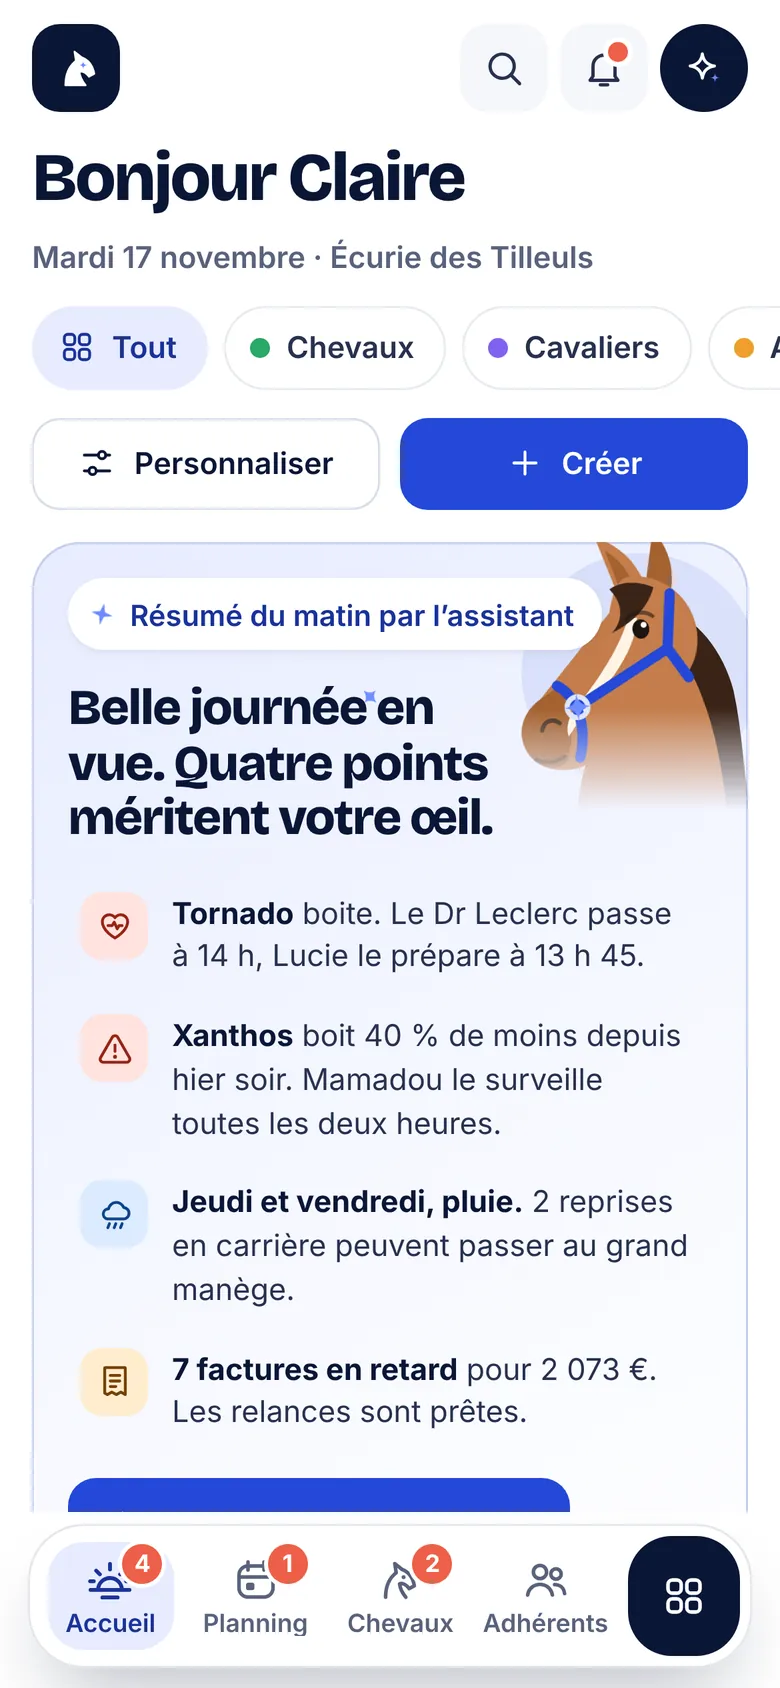 Bonjour Claire
Mardi 17 novembre · Écurie des Tilleuls
Tout
Chevaux
Cavaliers
Personnaliser
Créer
Résumé du matin par l’assistant
Belle journée en
vue. Quatre points
méritent votre œil.
Tornado boite. Le Dr Leclerc passe
à 14 h, Lucie le prépare à 13 h 45.
Xanthos boit 40 % de moins depuis
hier soir. Mamadou le surveille
toutes les deux heures.
Jeudi et vendredi, pluie. 2 reprises
en carrière peuvent passer au grand
manège.
7 factures en retard pour 2 073 €.
Les relances sont prêtes.
4
1
2
Accueil
Planning
Chevaux
Adhérents